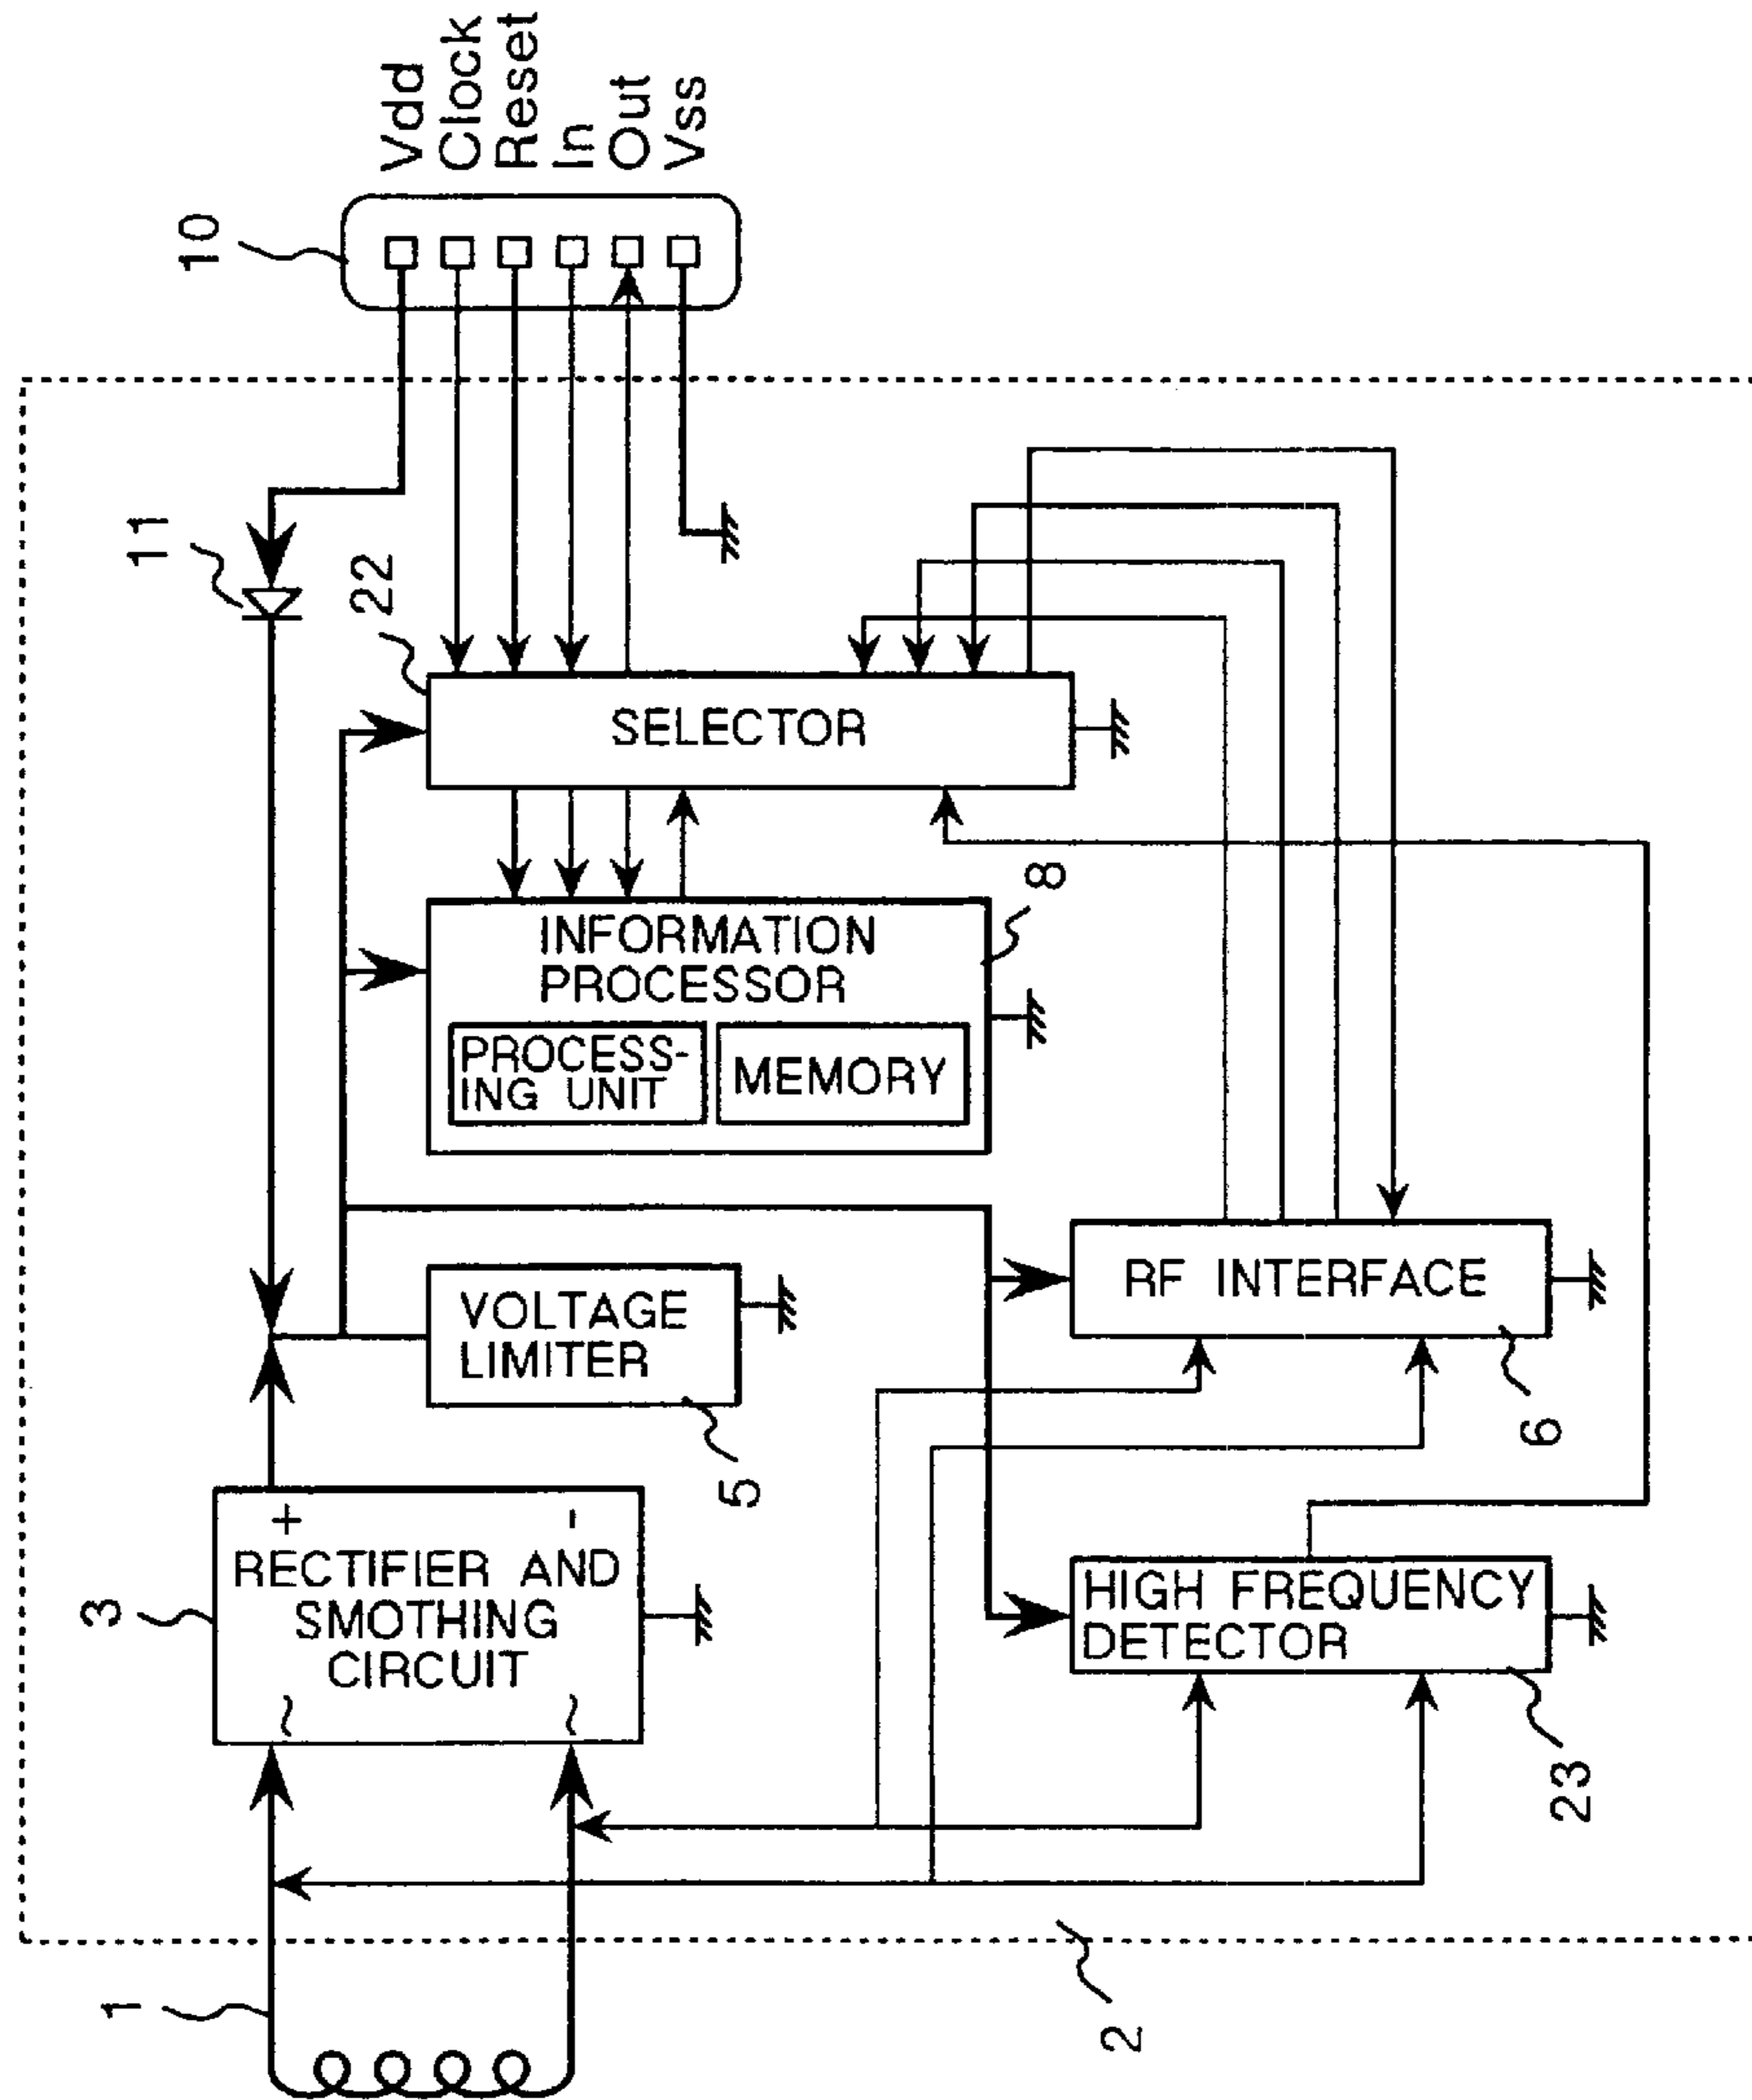 1
3
RECTIFIER AND
SMOTHING
CIRCUIT
+
-
~
~
5
VOLTAGE
LIMITER
11
22
SELECTOR
INFORMATION
PROCESSOR
PROCESS-
ING UNIT
MEMORY
8
10
Vdd
Clock
Reset
In
Out
Vss
RF INTERFACE
6
HIGH FREQUENCY
DETECTOR
23
2